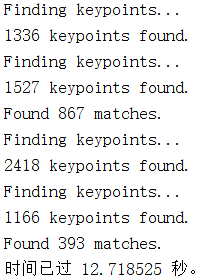 Finding keypoints...
1336 keypoints found.
Finding keypoints...
1527 keypoints found.
Found 867 matches.
Finding keypoints...
2418 keypoints found.
Finding keypoints...
1166 keypoints found.
Found 393 matches.
时间已过 12.718525 秒。